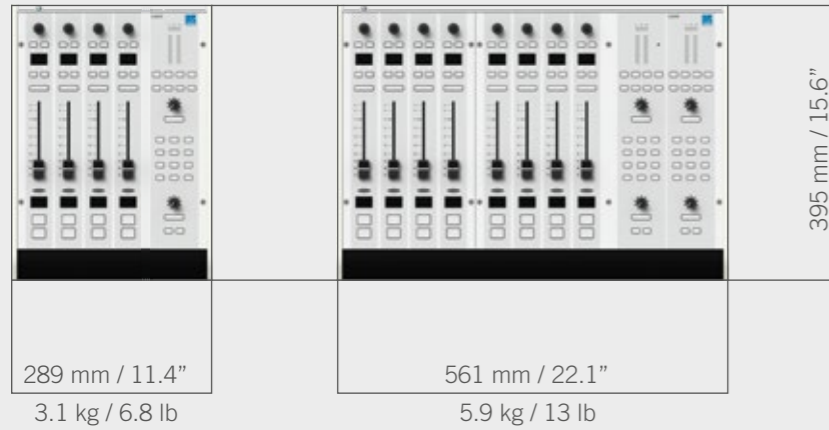 395 mm / 15.6”
289 mm / 11.4”
561 mm / 22.1”
3.1 kg / 6.8 lb
5.9 kg / 13 lb